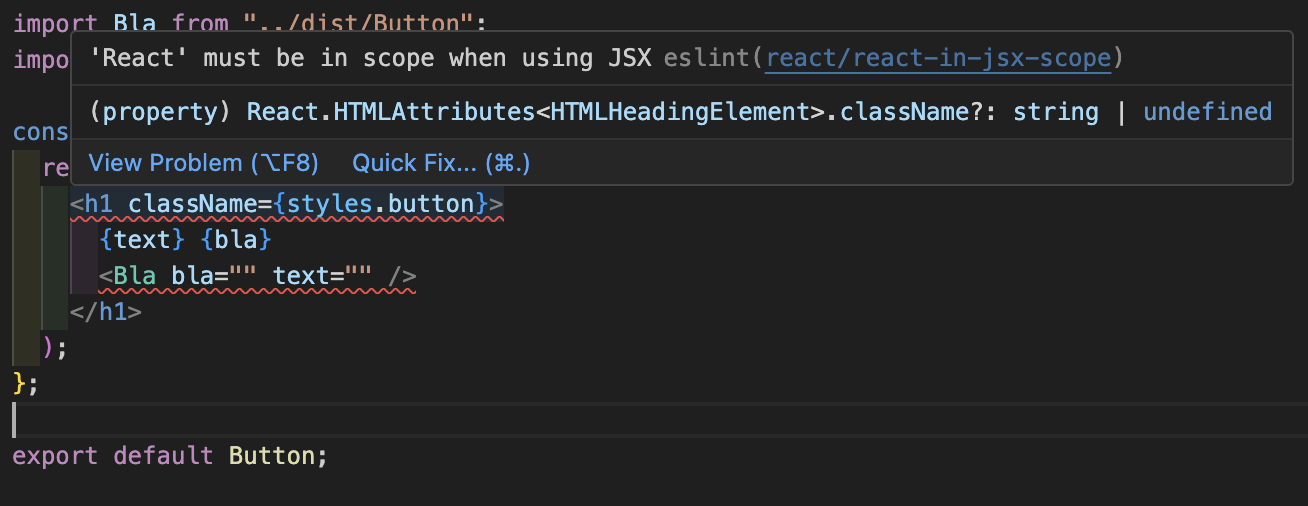 import Bla from "../dist/Button";
impo
'React' must be in scope when using JSX eslint(react/react-in-jsx-scope)
(property) React.HTMLAttributes<HTMLHeadingElement>.className?: string | undefined
View Problem (⌥F8) Quick Fix... (⌘.)
cons
re
<h1 className={styles.button}>
{text} {bla}
<Bla bla="" text="" />
</h1>
);
};
export default Button;